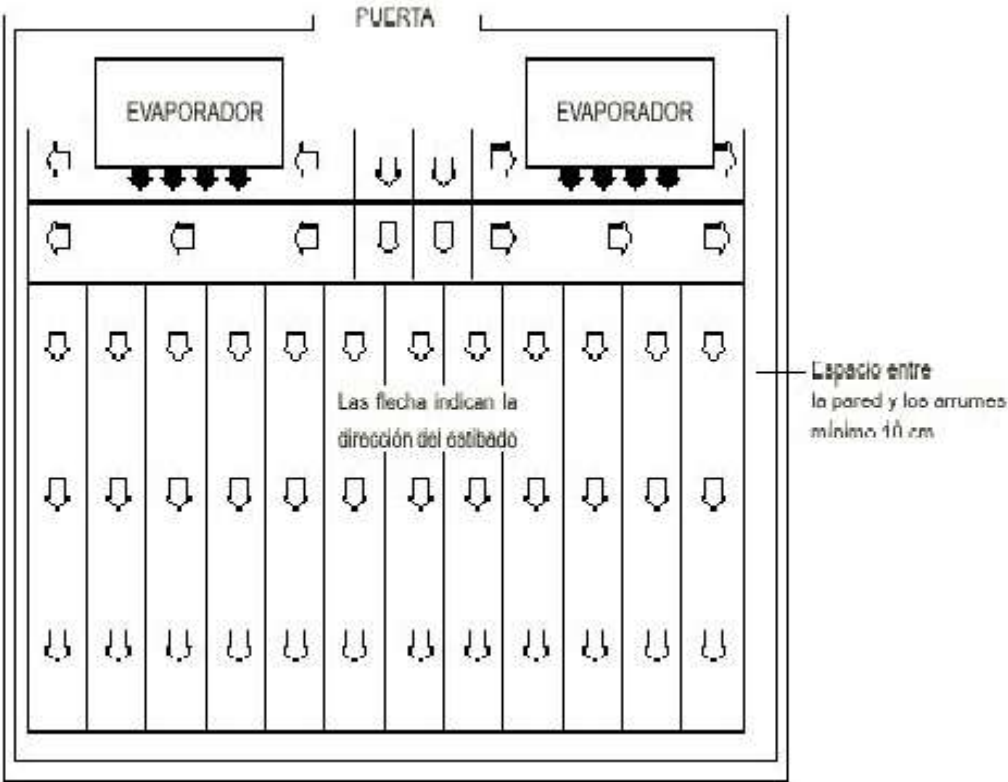 PUERTA
EVAPORADOR
EVAPORADOR
Las flecha indican la
dirección del estibado
Espacio entre
la pared y los arrumes
mínimo 10 cm